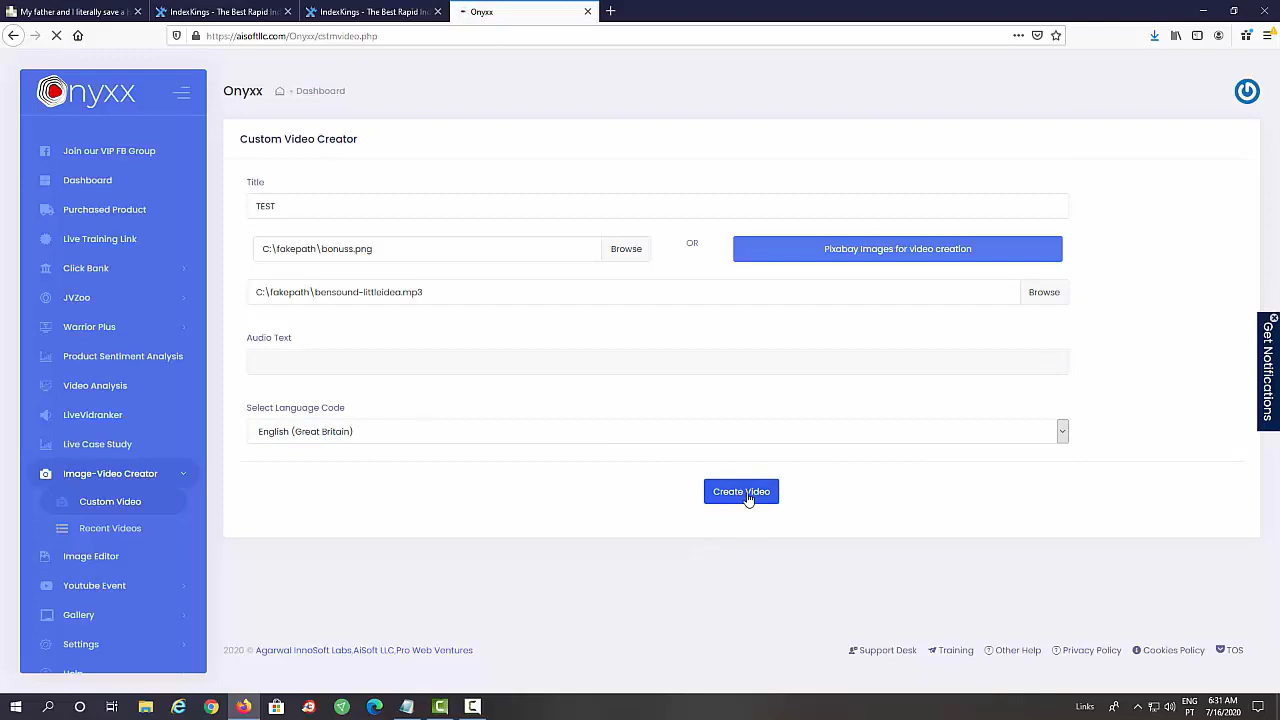 My father and I literally save a b
IndexKings - The Best Rapid Ind
IndexKings - The Best Rapid Ind
Onyxx
https://aisoftllc.com/Onyxx/cstmvideo.php
Onyxx
Onyxx Dashboard
Join our VIP FB Group
Dashboard
Purchased Product
Live Training Link
Click Bank
JVZoo
Warrior Plus
Product Sentiment Analysis
Video Analysis
LiveVidranker
Live Case Study
Image-Video Creator
Custom Video
Recent Videos
Image Editor
Youtube Event
Gallery
Settings
Help
Custom Video Creator
Title
TEST
C:\fakepath\bonuss.png Browse OR Pixabay Images for video creation
C:\fakepath\bensound-littleidea.mp3 Browse
Audio Text
Select Language Code
English (Great Britain)
Create Video
Get Notifications
2020 © Agarwal InnoSoft Labs,AiSoft LLC,Pro Web Ventures
Support Desk Training Other Help Privacy Policy Cookies Policy TOS
Links
ENG
PT
6:31 AM
7/16/2020